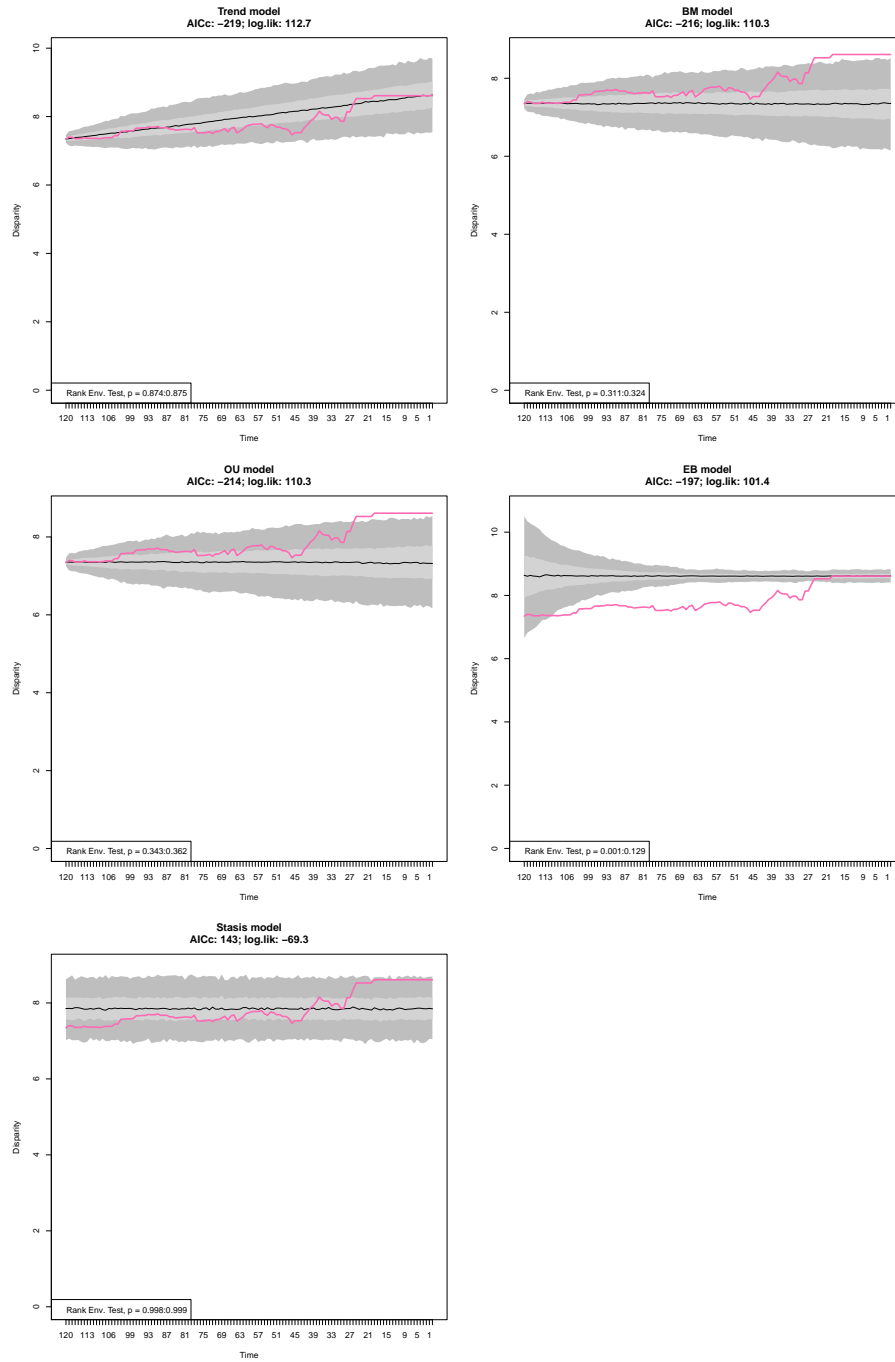 Trend model
AICc: −219; log.lik: 112.7
Disparity
0 2 4 6 8 10
Rank Env. Test, p = 0.874:0.875
120 113 106 99 93 87 81 75 69 63 57 51 45 39 33 27 21 15 9 5 1
Time
BM model
AICc: −216; log.lik: 110.3
Disparity
0 2 4 6 8
Rank Env. Test, p = 0.311:0.324
120 113 106 99 93 87 81 75 69 63 57 51 45 39 33 27 21 15 9 5 1
Time
OU model
AICc: −214; log.lik: 110.3
Disparity
0 2 4 6 8
Rank Env. Test, p = 0.343:0.362
120 113 106 99 93 87 81 75 69 63 57 51 45 39 33 27 21 15 9 5 1
Time
EB model
AICc: −197; log.lik: 101.4
Disparity
0 2 4 6 8 10
Rank Env. Test, p = 0.001:0.129
120 113 106 99 93 87 81 75 69 63 57 51 45 39 33 27 21 15 9 5 1
Time
Stasis model
AICc: 143; log.lik: −69.3
Disparity
0 2 4 6 8
Rank Env. Test, p = 0.998:0.999
120 113 106 99 93 87 81 75 69 63 57 51 45 39 33 27 21 15 9 5 1
Time